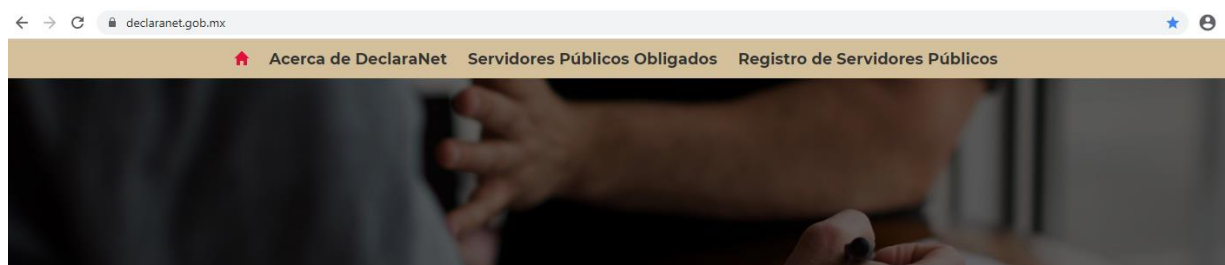 declaranet.gob.mx
Acerca de DeclaraNet Servidores Públicos Obligados Registro de Servidores Públicos